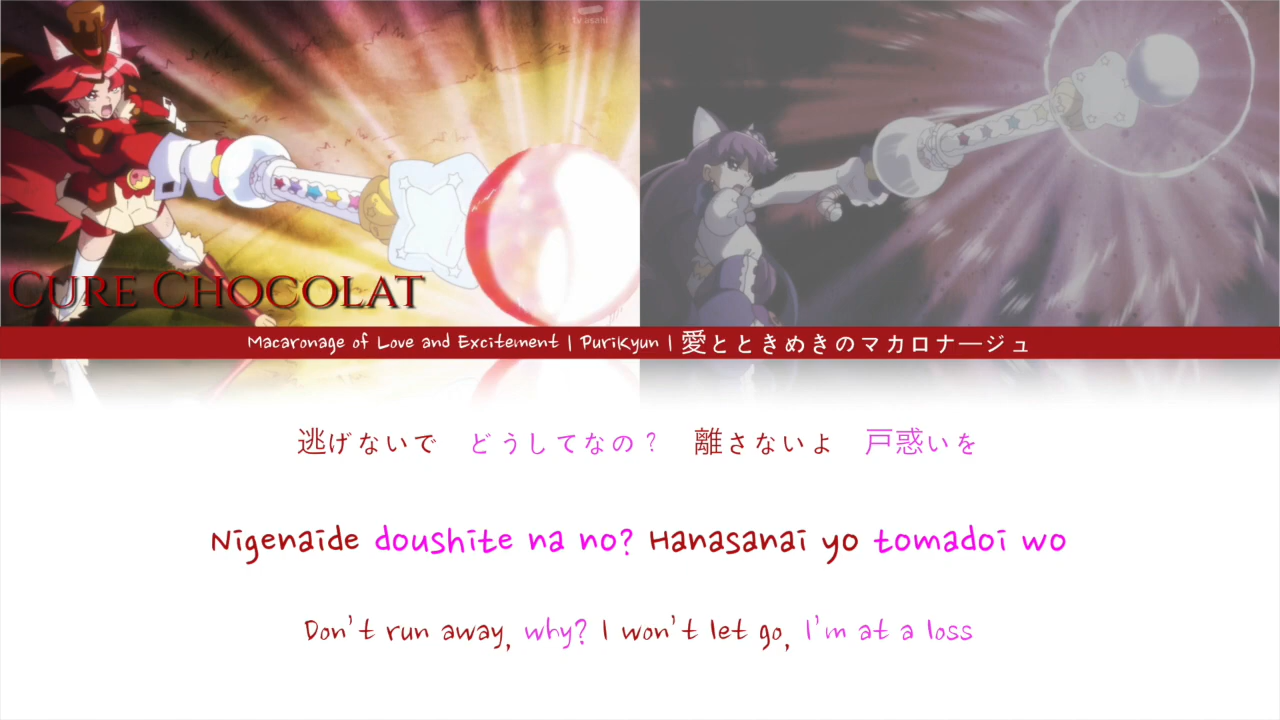 tv asahi
CURE CHOCOLAT
Macaronage of Love and Excitement | PuriKyun | 愛とときめきのマカロナージュ
逃げないで どうしてなの？ 離さないよ 戸惑いを
Nigenaide doushite na no? Hanasanai yo tomadoi wo
Don't run away, why? I won't let go, I'm at a loss